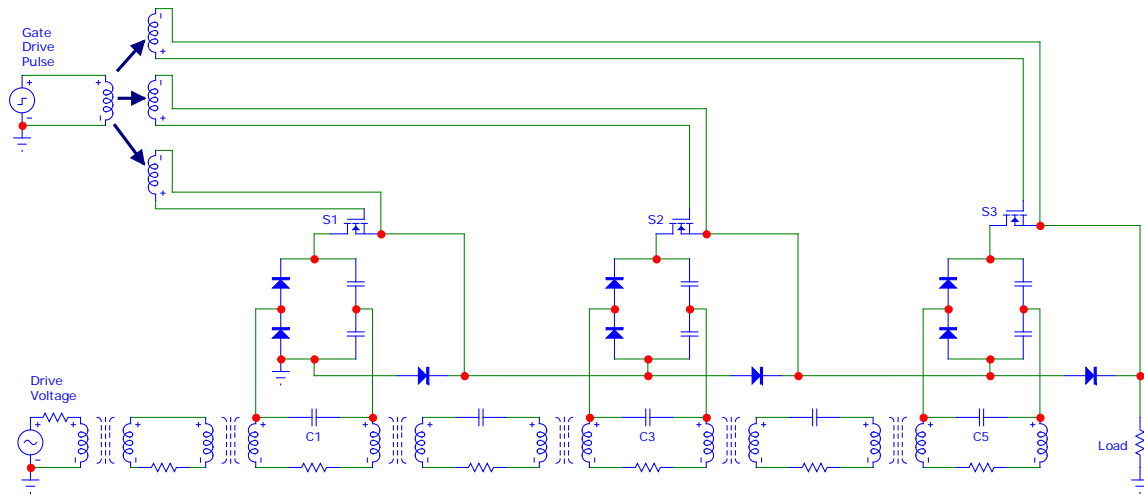 Gate
Drive
Pulse
S1
S2
S3
Drive
Voltage
C1
C3
C5
Load